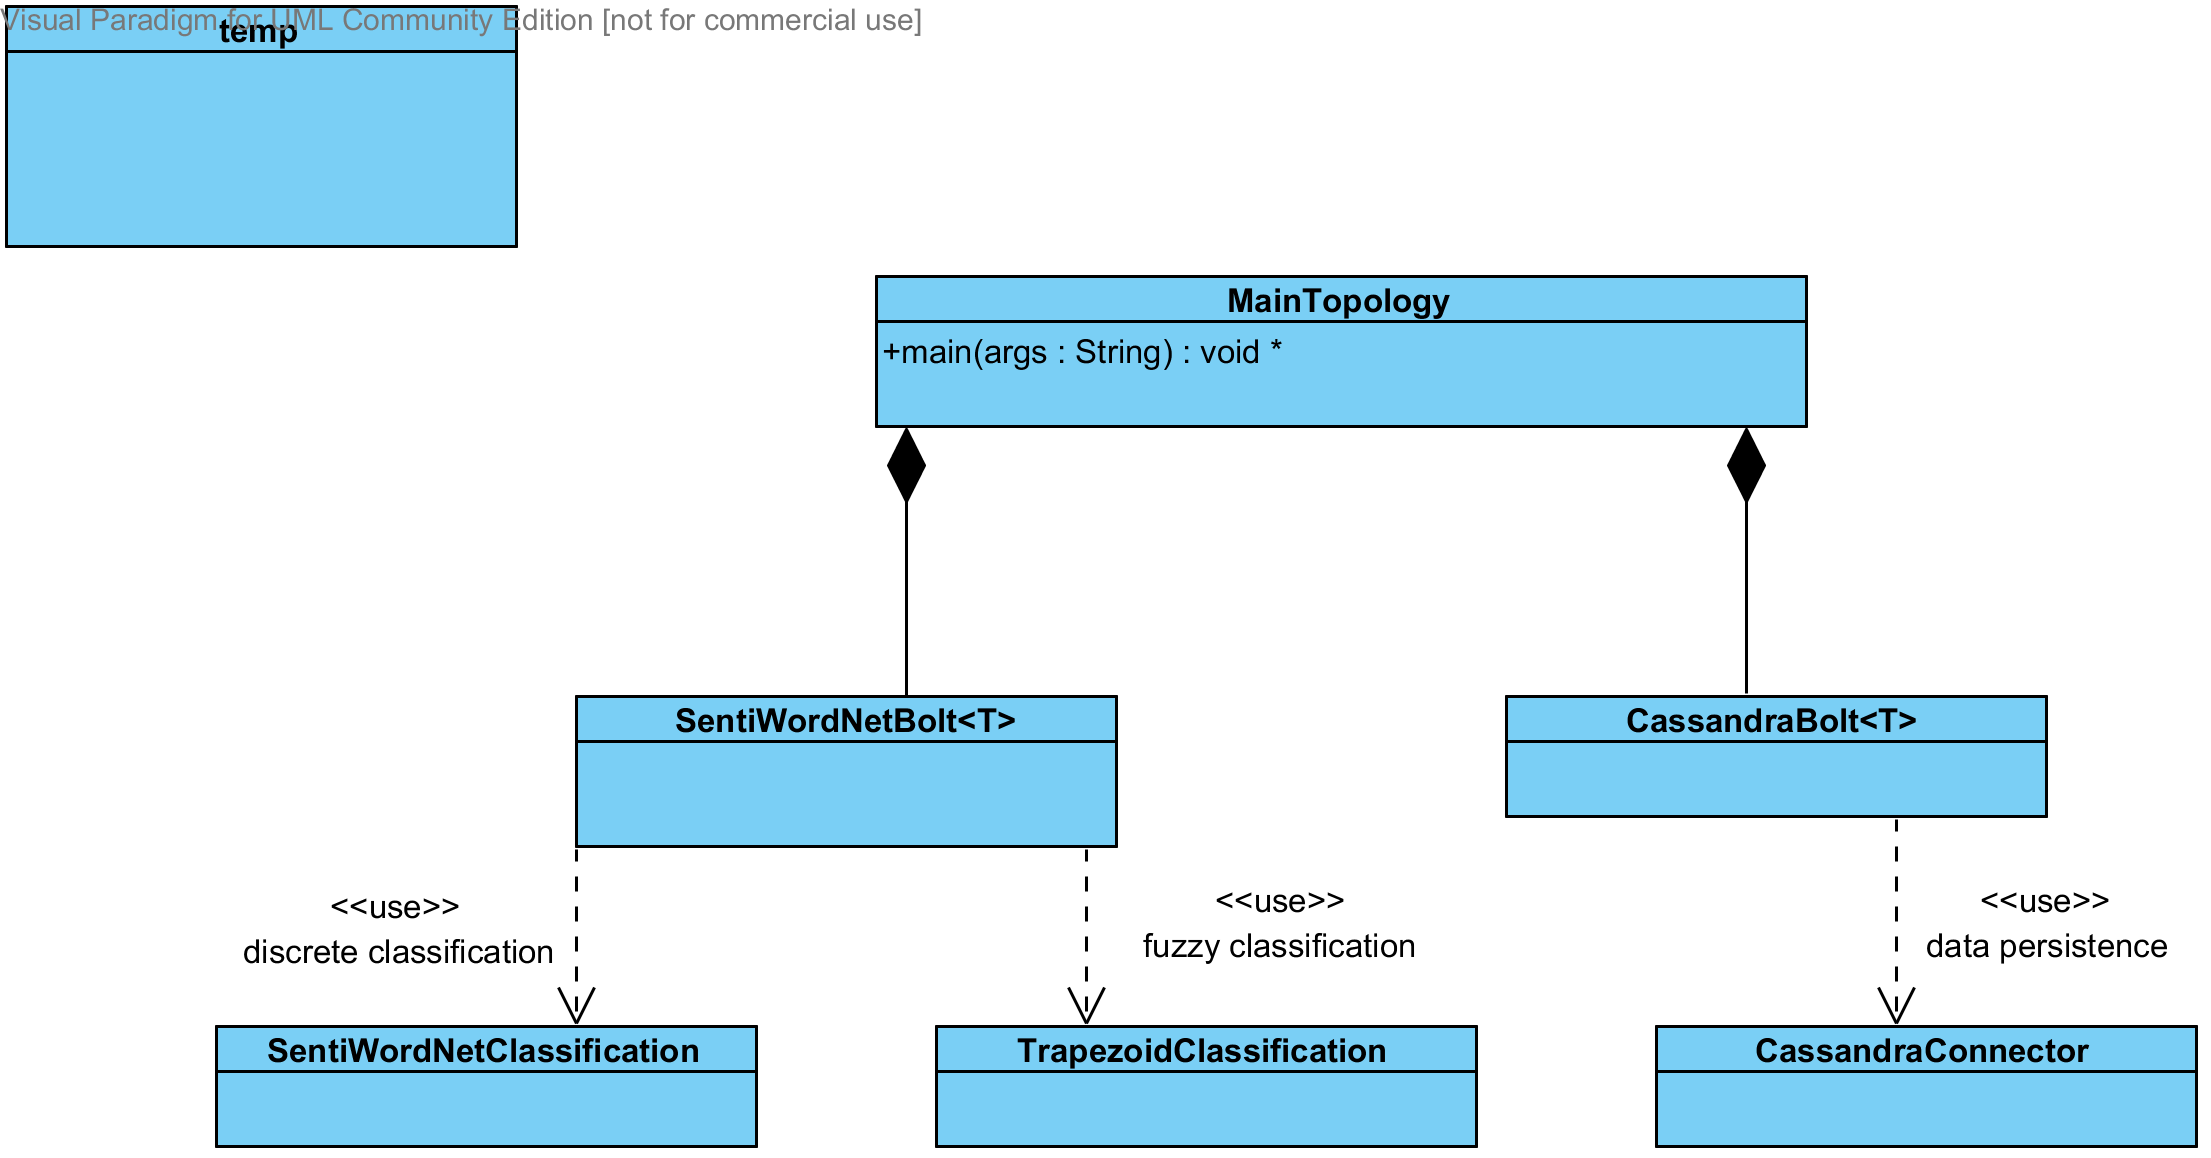 Visual Paradigm for UML Community Edition [not for commercial use]
temp
MainTopology
+main(args : String) : void *
SentiWordNetBolt<T>
CassandraBolt<T>
<<use>>
discrete classification
<<use>>
fuzzy classification
<<use>>
data persistence
SentiWordNetClassification
TrapezoidClassification
CassandraConnector